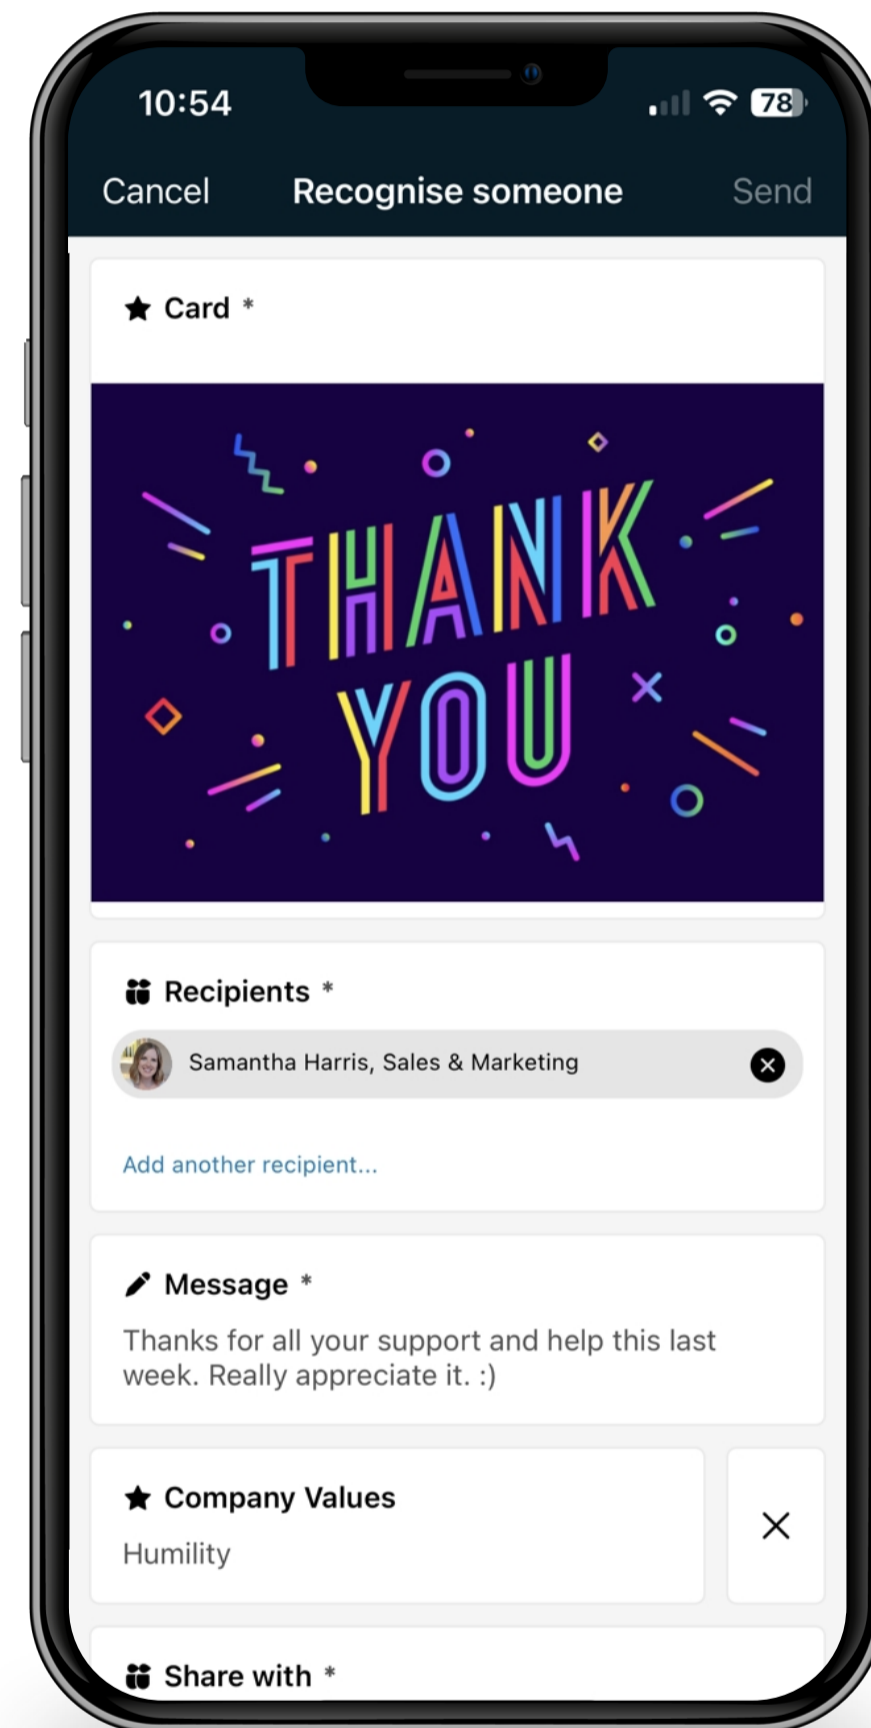 10:54
78
Cancel Recognise someone Send
Card *
THANK
YOU
Recipients *
Samantha Harris, Sales & Marketing
Add another recipient...
Message *
Thanks for all your support and help this last
week. Really appreciate it. :)
Company Values
Humility
Share with *